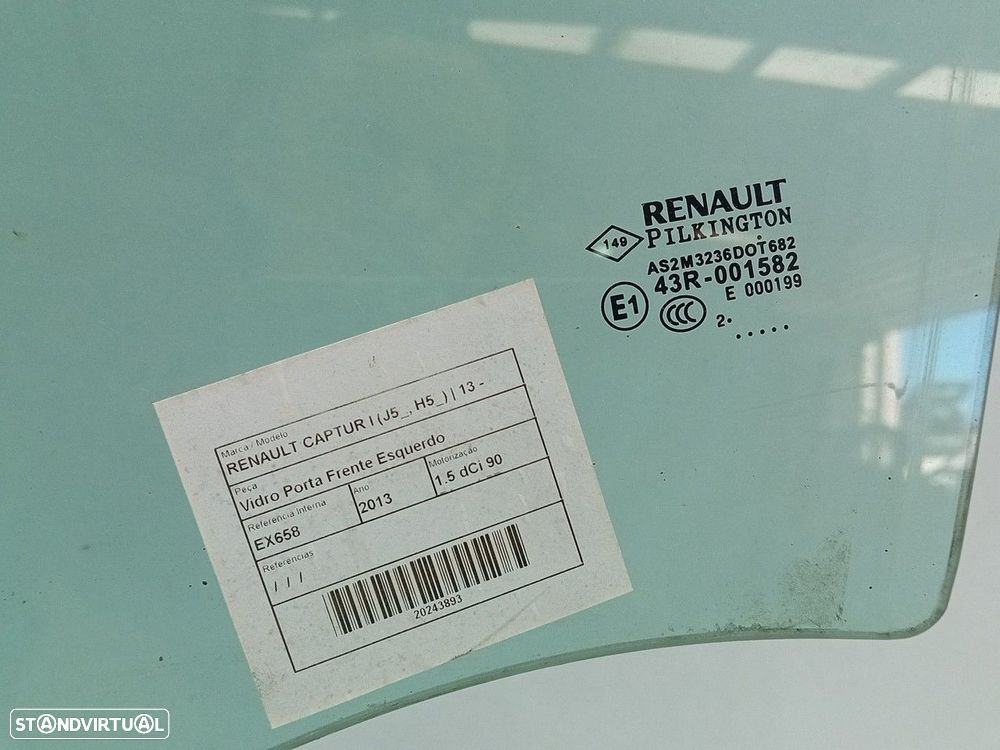 RENAULT
149 PILKINGTON
AS2M3236DOT682
43R-001582
E1 CCC E 000199
2• •••••
Marca / Modelo
RENAULT CAPTUR I (J5_, H5_) | 13 -
Peça
Vidro Porta Frente Esquerdo
Referência Interna Ano Motorização
EX658 2013 1.5 dCi 90
Referências
/ / /
20243893
STANDVIRTUAL